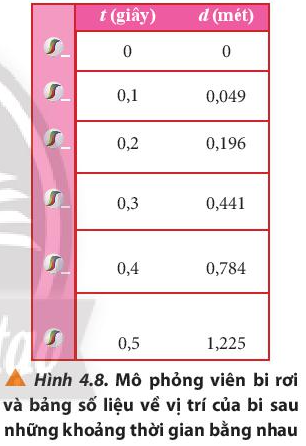 t (giây) d (mét)
0 0
0,1 0,049
0,2 0,196
0,3 0,441
0,4 0,784
0,5 1,225
Hình 4.8. Mô phỏng viên bi rơi
và bảng số liệu về vị trí của bi sau
những khoảng thời gian bằng nhau